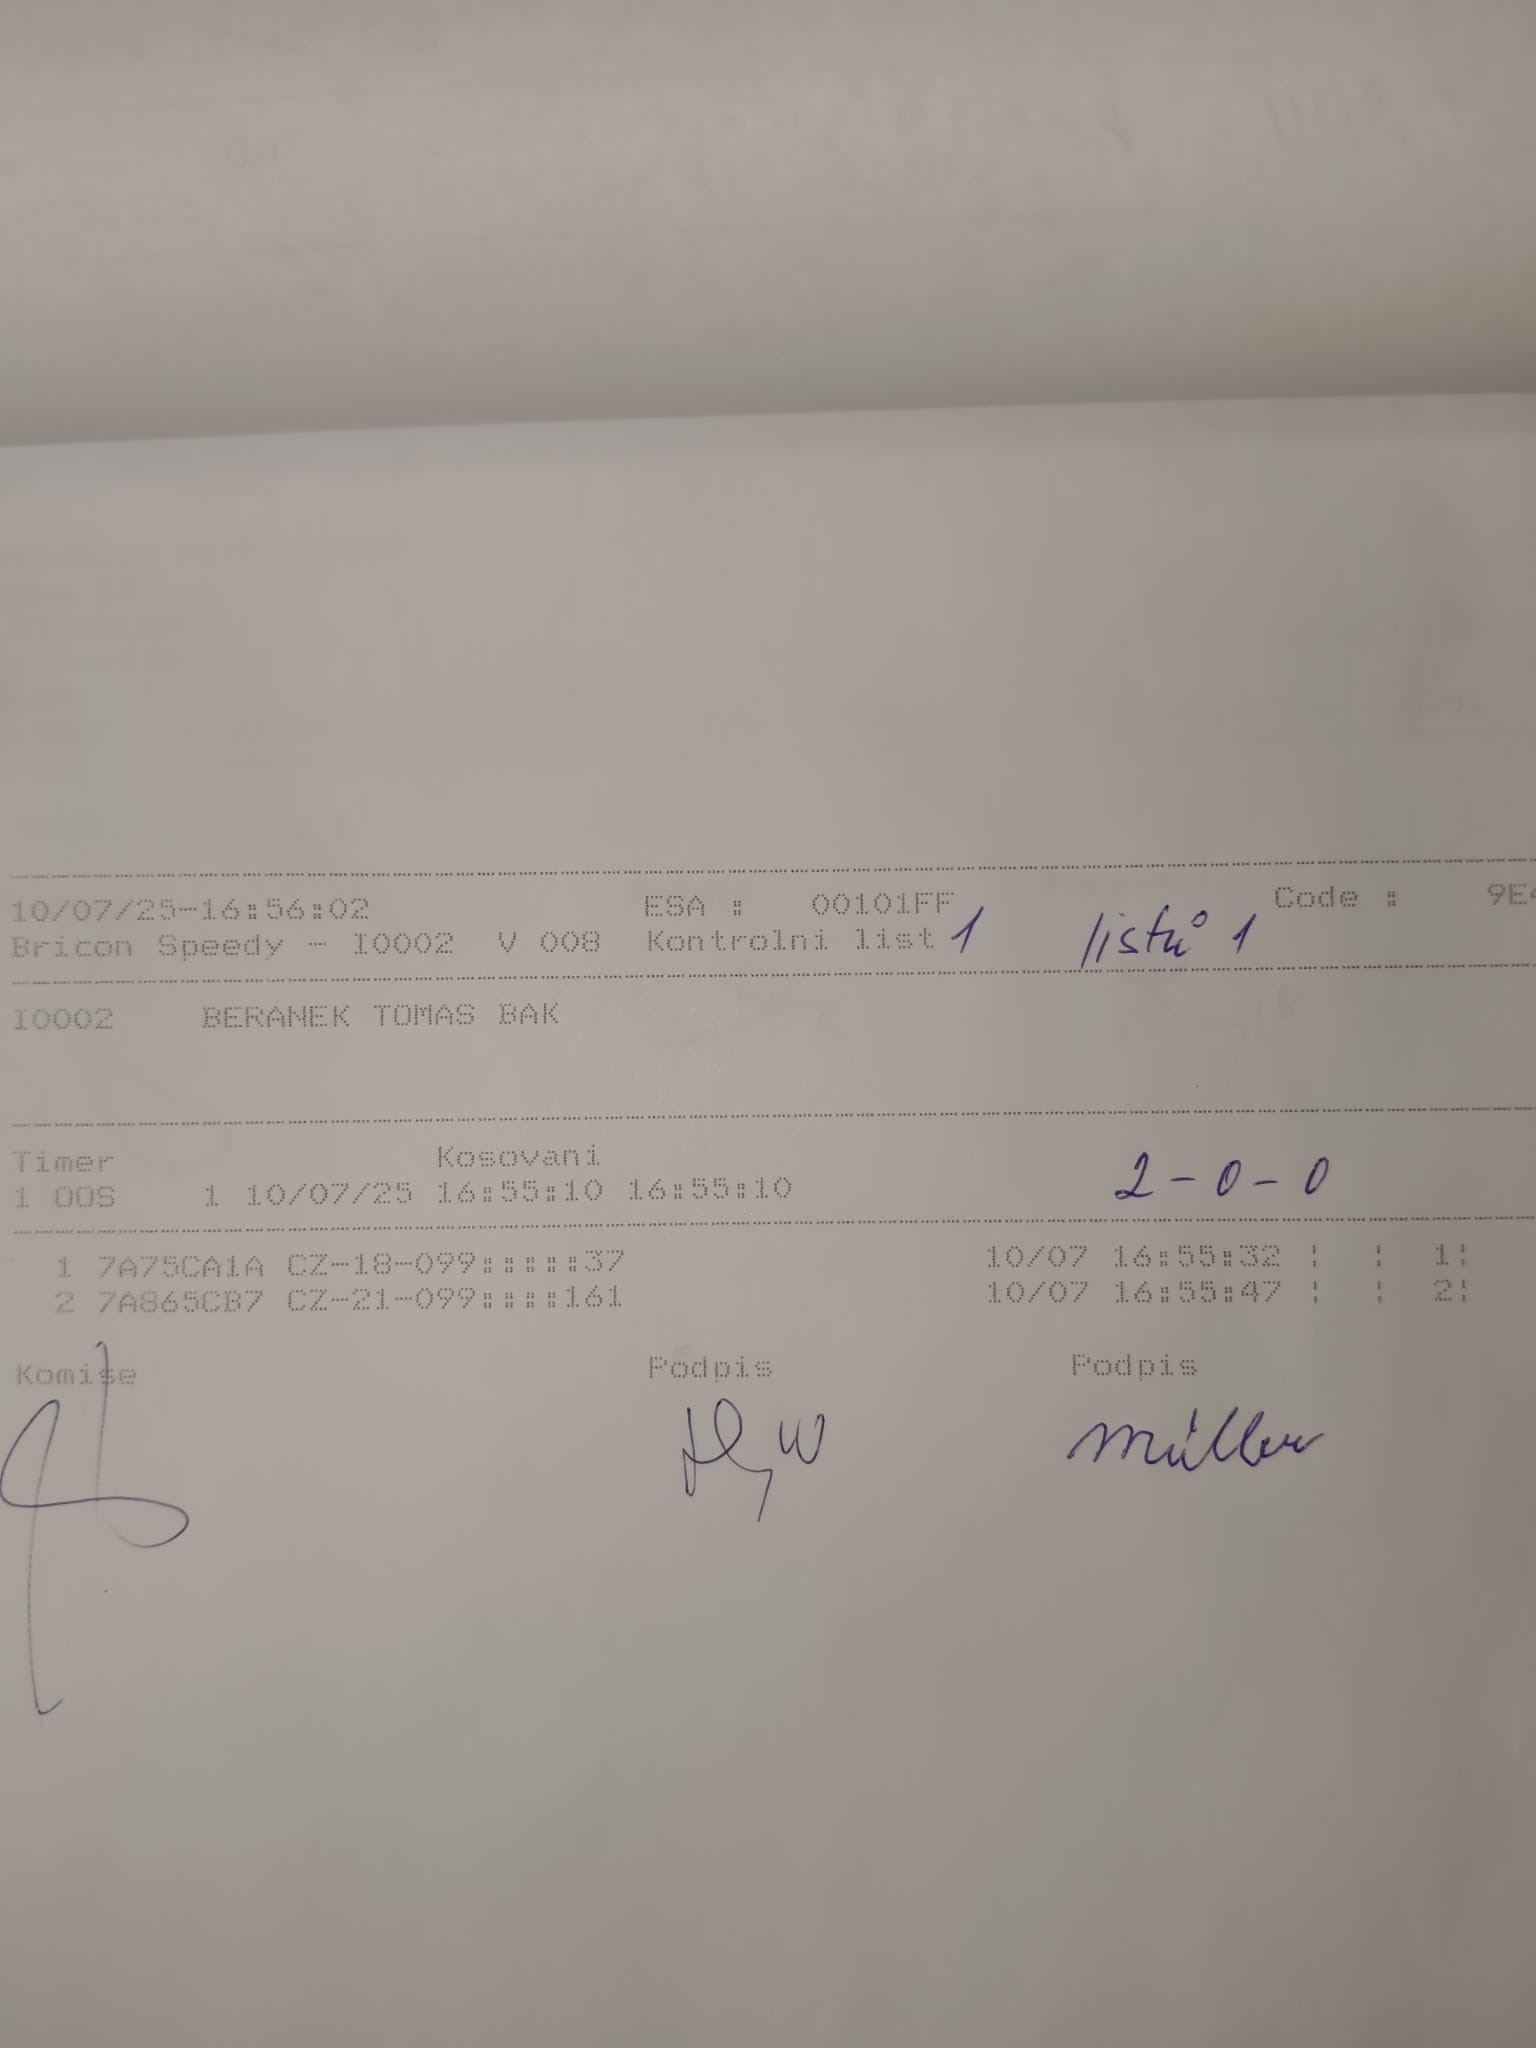 10/07/25-16:56:02 ESA : 00101FF Code : 9E4
Bricon Speedy - I0002 V 008 Kontrolni list 1 listů 1
I0002 BERANEK TOMAS BAK
Timer Kosovani
1 OOS 1 10/07/25 16:55:10 16:55:10 2-0-0
1 7A75CA1A CZ-18-099:::::37 10/07 16:55:32 ¦ ¦ 1¦
2 7A865CB7 CZ-21-099::::161 10/07 16:55:47 ¦ ¦ 2¦
Komise Podpis Podpis
Müller